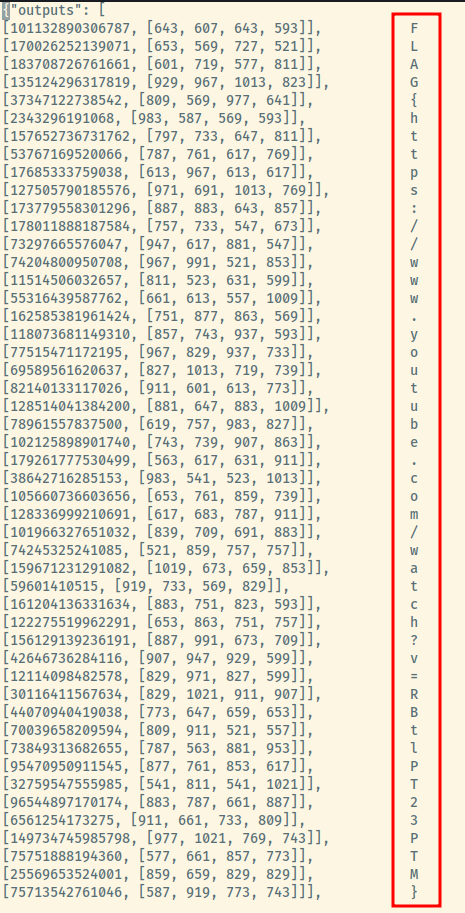 {"outputs": [
[101132890306787, [643, 607, 643, 593]], F
[170026252139071, [653, 569, 727, 521]], L
[183708726761661, [601, 719, 577, 811]], A
[135124296317819, [929, 967, 1013, 823]], G
[37347122738542, [809, 569, 977, 641]], {
[2343296191068, [983, 587, 569, 593]], h
[157652736731762, [797, 733, 647, 811]], t
[53767169520066, [787, 761, 617, 769]], t
[17685333759038, [613, 967, 613, 617]], p
[127505790185576, [971, 691, 1013, 769]], s
[173779558301296, [887, 883, 643, 857]], :
[178011888187584, [757, 733, 547, 673]], /
[73297665576047, [947, 617, 881, 547]], /
[74204800950708, [967, 991, 521, 853]], w
[11514506032657, [811, 523, 631, 599]], w
[55316439587762, [661, 613, 557, 1009]], w
[162585381961424, [751, 877, 863, 569]], .
[118073681149310, [857, 743, 937, 593]], y
[77515471172195, [967, 829, 937, 733]], o
[69589561620637, [827, 1013, 719, 739]], u
[82140133117026, [911, 601, 613, 773]], t
[128514041384200, [881, 647, 883, 1009]], u
[78961557837500, [619, 757, 983, 827]], b
[102125898901740, [743, 739, 907, 863]], e
[179261777530499, [563, 617, 631, 911]], .
[38642716285153, [983, 541, 523, 1013]], c
[105660736603656, [653, 761, 859, 739]], o
[128336999210691, [617, 683, 787, 911]], m
[101966327651032, [839, 709, 691, 883]], /
[74245325241085, [521, 859, 757, 757]], w
[159671231291082, [1019, 673, 659, 853]], a
[59601410515, [919, 733, 569, 829]], t
[161204136331634, [883, 751, 823, 593]], c
[122275519962291, [653, 863, 751, 757]], h
[156129139236191, [887, 991, 673, 709]], ?
[42646736284116, [907, 947, 929, 599]], v
[12114098482578, [829, 971, 827, 599]], =
[30116411567634, [829, 1021, 911, 907]], R
[44070940419038, [773, 647, 659, 653]], B
[70039658209594, [809, 911, 521, 557]], t
[73849313682655, [787, 563, 881, 953]], l
[95470950911545, [877, 761, 853, 617]], P
[32759547555985, [541, 811, 541, 1021]], T
[96544897170174, [883, 787, 661, 887]], 2
[6561254173275, [911, 661, 733, 809]], 3
[149734745985798, [977, 1021, 769, 743]], P
[75751888194360, [577, 661, 857, 773]], T
[25569653524001, [859, 659, 829, 829]], M
[75713542761046, [587, 919, 773, 743]]], }